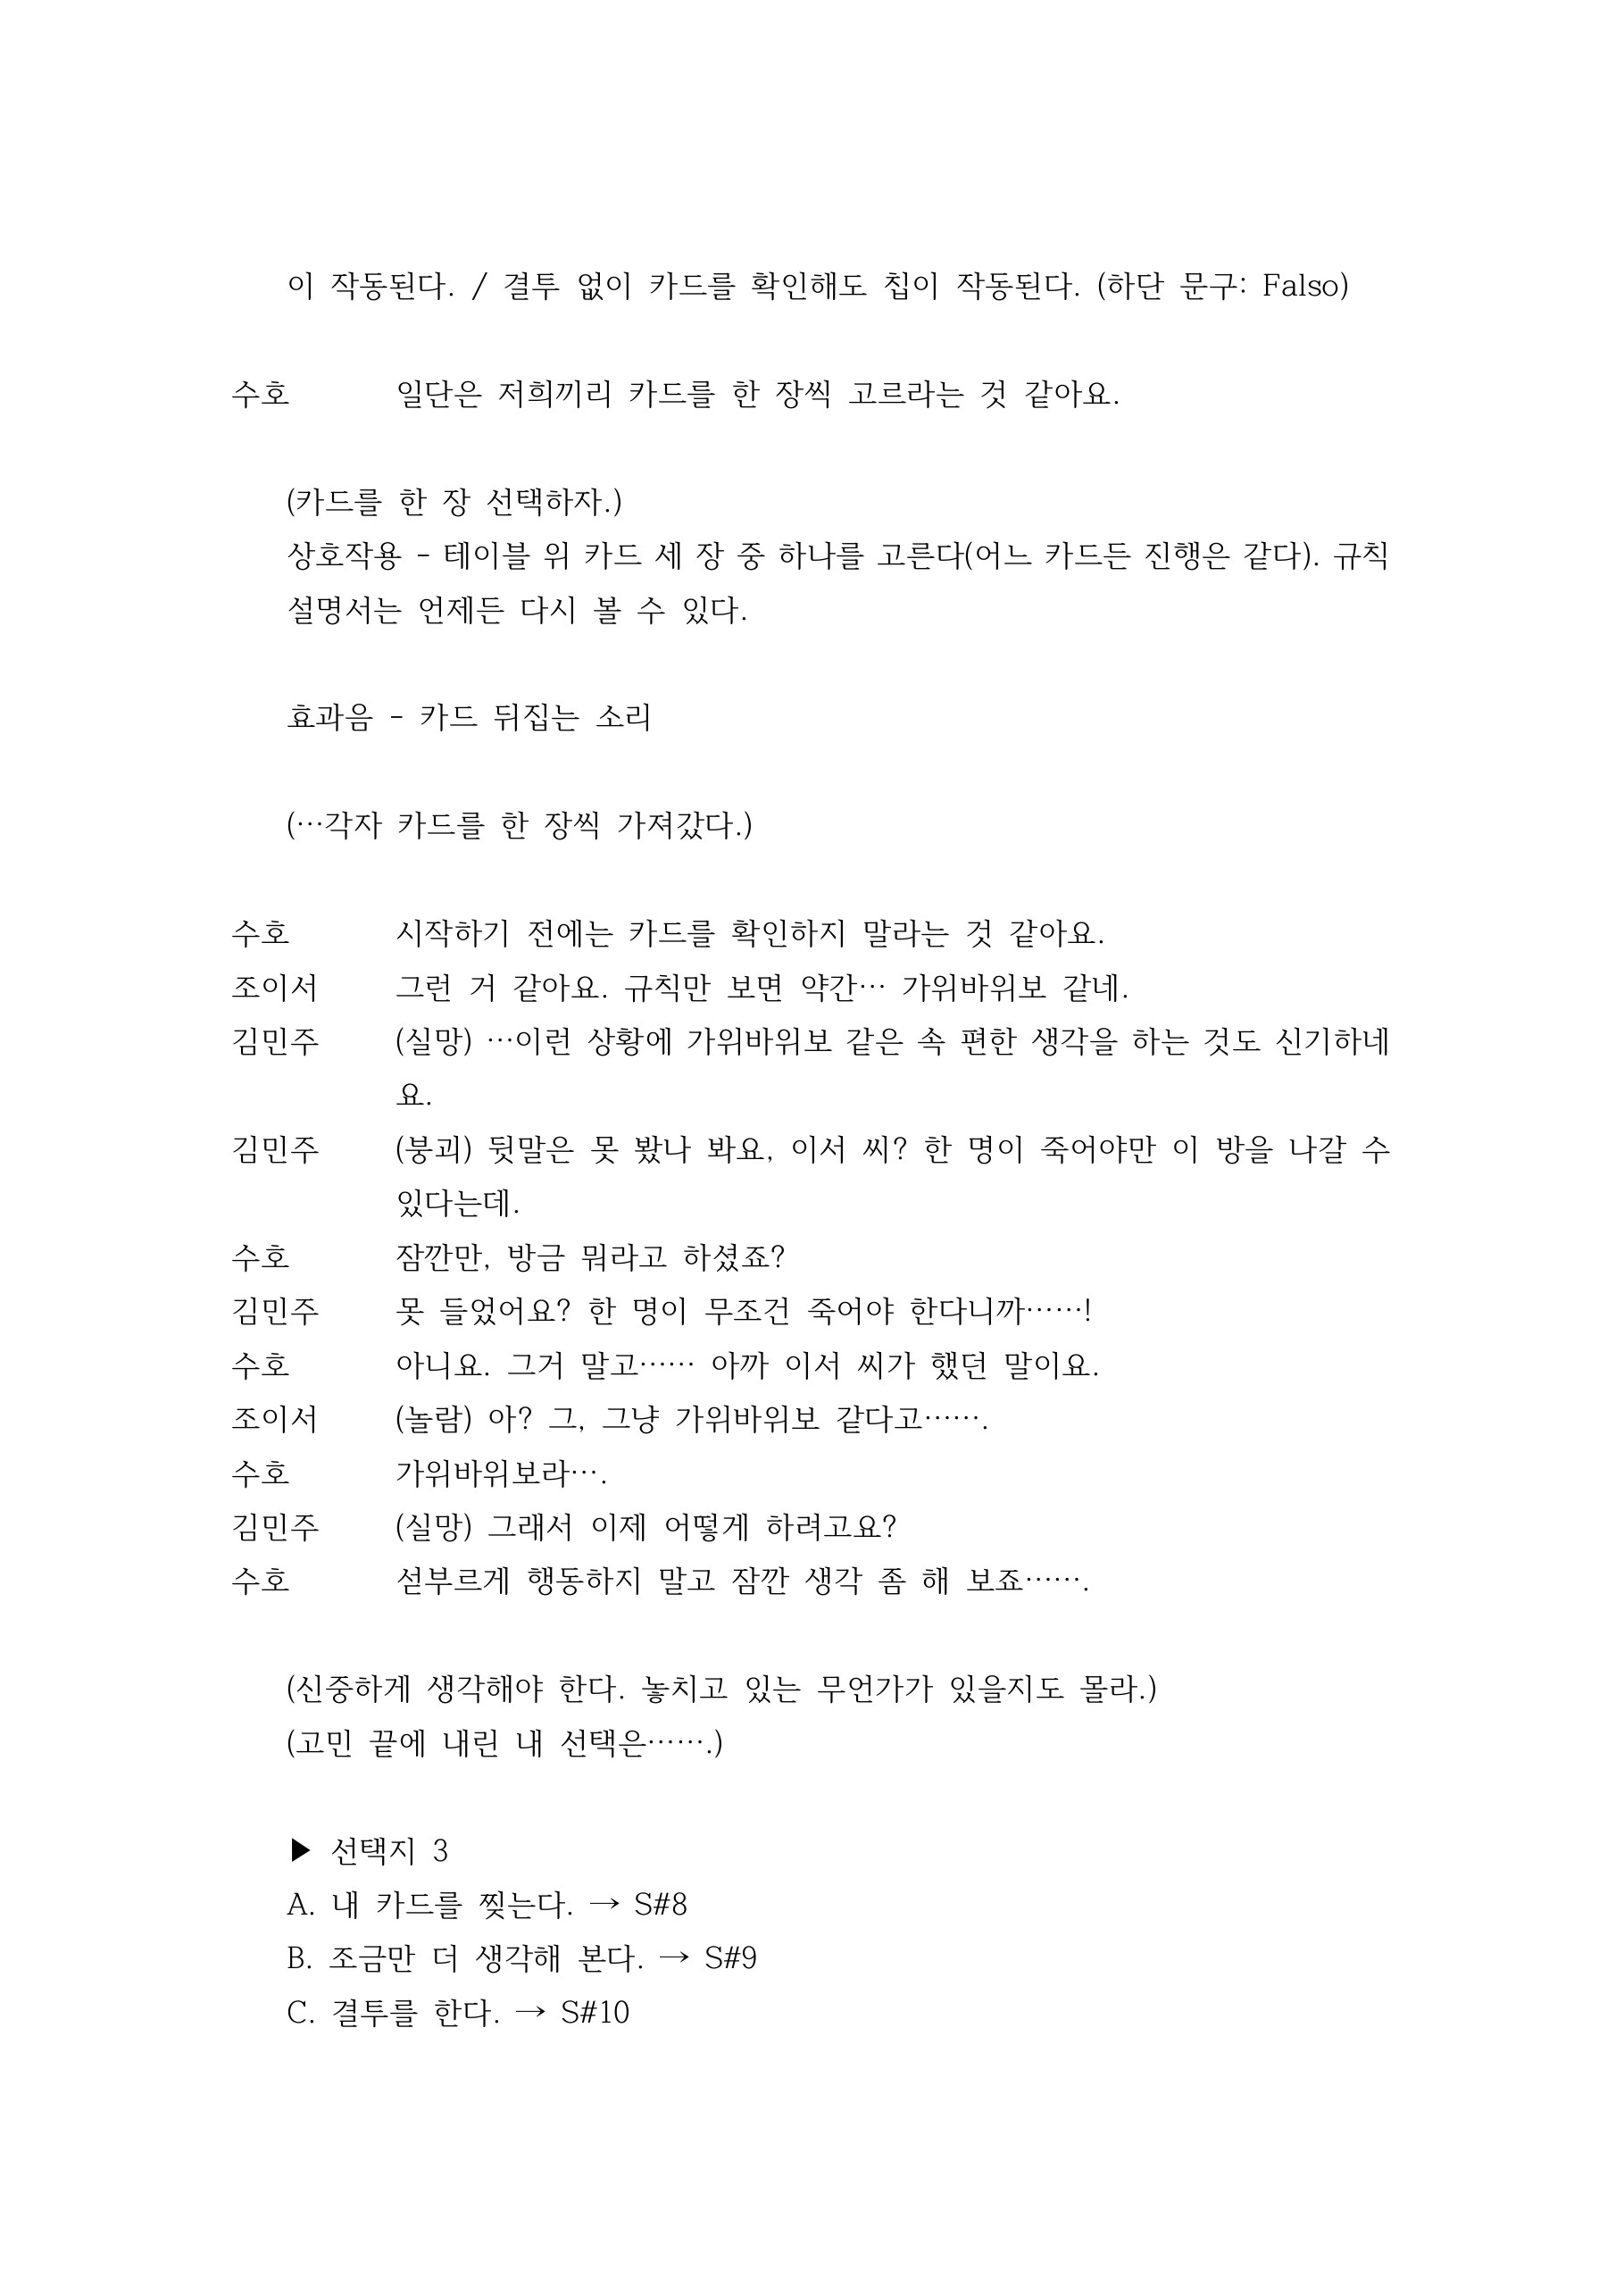 이 작동된다. / 결투 없이 카드를 확인해도 칩이 작동된다. (하단 문구: Falso)
수호 일단은 저희끼리 카드를 한 장씩 고르라는 것 같아요.
(카드를 한 장 선택하자.)
상호작용 - 테이블 위 카드 세 장 중 하나를 고른다(어느 카드든 진행은 같다). 규칙
설명서는 언제든 다시 볼 수 있다.
효과음 - 카드 뒤집는 소리
(…각자 카드를 한 장씩 가져갔다.)
수호 시작하기 전에는 카드를 확인하지 말라는 것 같아요.
조이서 그런 거 같아요. 규칙만 보면 약간… 가위바위보 같네.
김민주 (실망) …이런 상황에 가위바위보 같은 속 편한 생각을 하는 것도 신기하네
요.
김민주 (붕괴) 뒷말은 못 봤나 봐요, 이서 씨? 한 명이 죽어야만 이 방을 나갈 수
있다는데.
수호 잠깐만, 방금 뭐라고 하셨죠?
김민주 못 들었어요? 한 명이 무조건 죽어야 한다니까……!
수호 아니요. 그거 말고…… 아까 이서 씨가 했던 말이요.
조이서 (놀람) 아? 그, 그냥 가위바위보 같다고…….
수호 가위바위보라….
김민주 (실망) 그래서 이제 어떻게 하려고요?
수호 섣부르게 행동하지 말고 잠깐 생각 좀 해 보죠…….
(신중하게 생각해야 한다. 놓치고 있는 무언가가 있을지도 몰라.)
(고민 끝에 내린 내 선택은…….)
▶ 선택지 3
A. 내 카드를 찢는다. → S#8
B. 조금만 더 생각해 본다. → S#9
C. 결투를 한다. → S#10